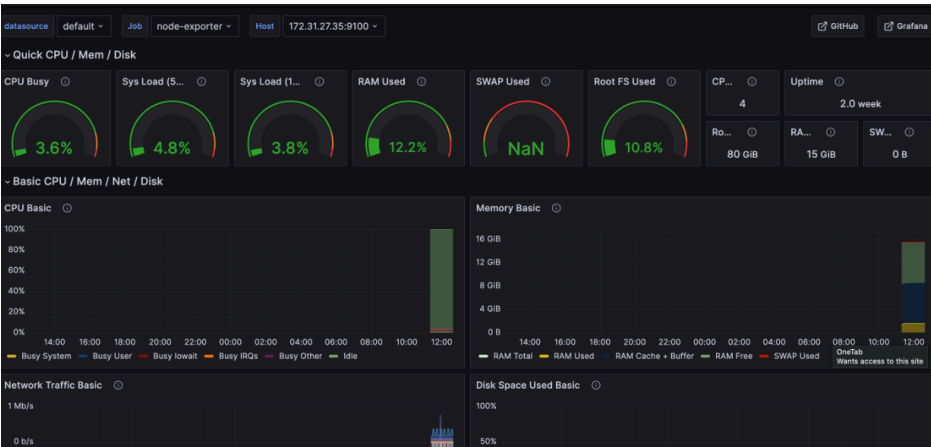 datasource default Job node-exporter Host 172.31.27.35:9100 GitHub Grafana
Quick CPU / Mem / Disk
CPU Busy Sys Load (5... Sys Load (1... RAM Used SWAP Used Root FS Used CP... Uptime
4 2.0 week
3.6% 4.8% 3.8% 12.2% NaN 10.8%
Ro... RA... SW...
80 GiB 15 GiB 0 B
Basic CPU / Mem / Net / Disk
CPU Basic
100%
80%
60%
40%
20%
0%
14:00 16:00 18:00 20:00 22:00 00:00 02:00 04:00 06:00 08:00 10:00 12:00
Busy System Busy User Busy Iowait Busy IRQs Busy Other Idle
Memory Basic
16 GiB
12 GiB
8 GiB
4 GiB
0 B
14:00 16:00 18:00 20:00 22:00 00:00 02:00 04:00 06:00 08:00 10:00 12:00
RAM Total RAM Used RAM Cache + Buffer RAM Free SWAP Used
OneTab
Wants access to this site
Network Traffic Basic
1 Mb/s
0 b/s
Disk Space Used Basic
100%
50%